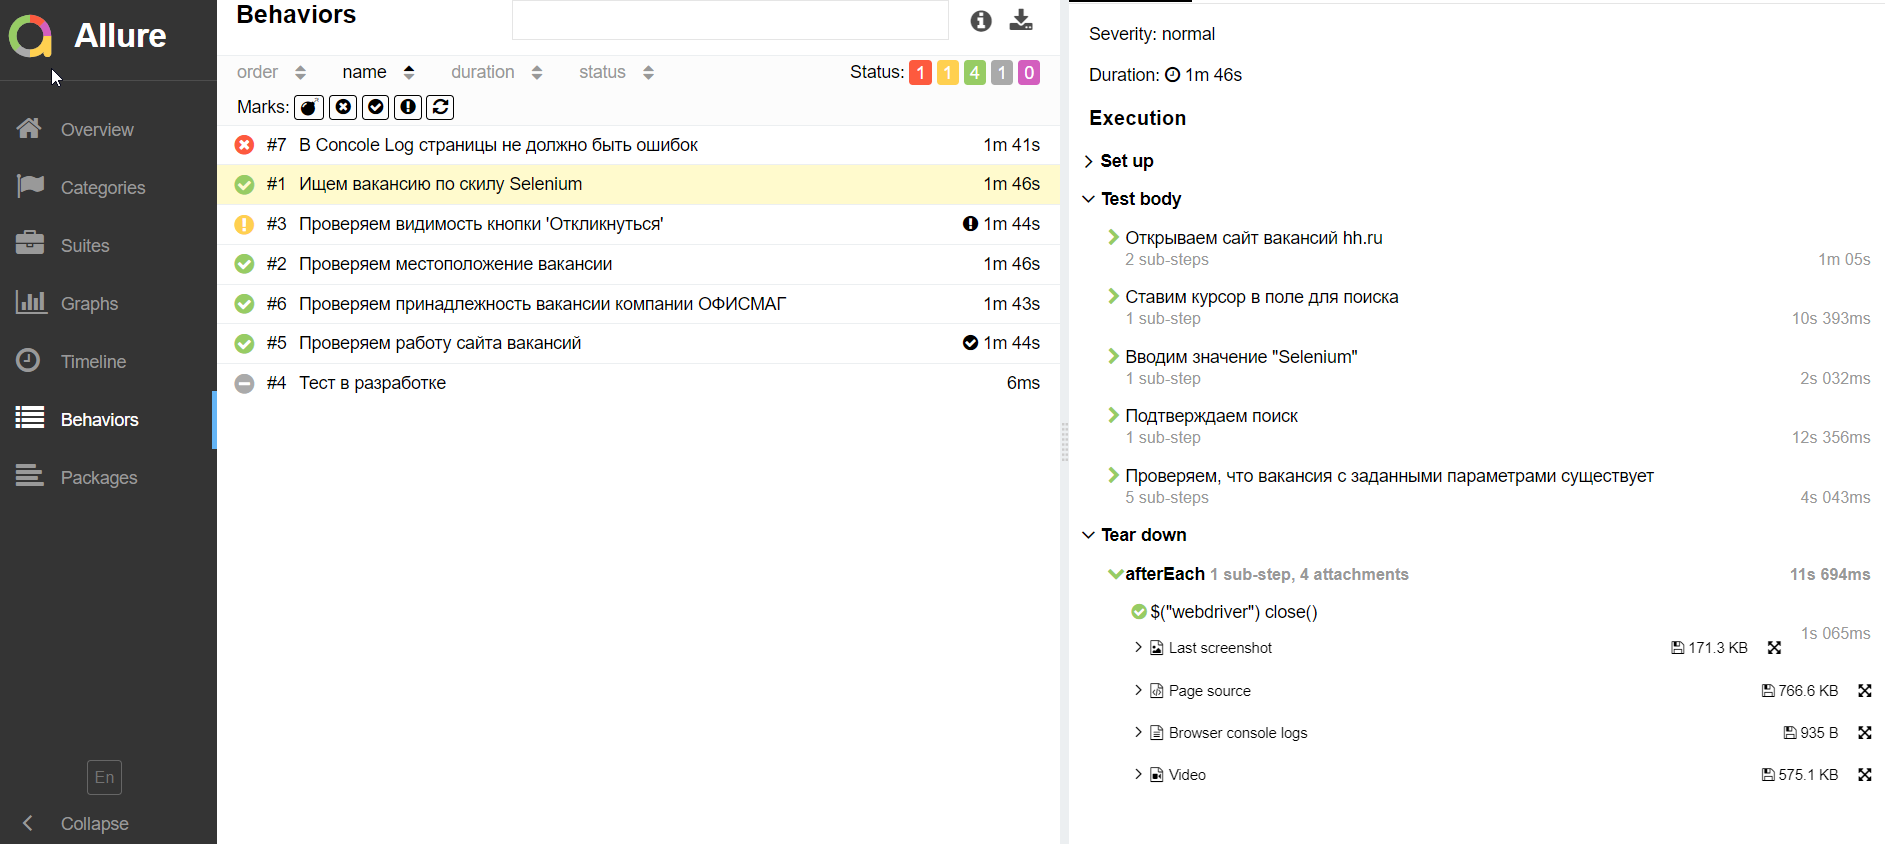 Allure
Overview
Categories
Suites
Graphs
Timeline
Behaviors
Packages
En
Collapse
Behaviors
order name duration status Status: 1 1 4 1 0
Marks:
#7 В Concole Log страницы не должно быть ошибок 1m 41s
#1 Ищем вакансию по скилу Selenium 1m 46s
#3 Проверяем видимость кнопки 'Откликнуться' 1m 44s
#2 Проверяем местоположение вакансии 1m 46s
#6 Проверяем принадлежность вакансии компании ОФИСМАГ 1m 43s
#5 Проверяем работу сайта вакансий 1m 44s
#4 Тест в разработке 6ms
Severity: normal
Duration: 1m 46s
Execution
Set up
Test body
Открываем сайт вакансий hh.ru
2 sub-steps 1m 05s
Ставим курсор в поле для поиска
1 sub-step 10s 393ms
Вводим значение "Selenium"
1 sub-step 2s 032ms
Подтверждаем поиск
1 sub-step 12s 356ms
Проверяем, что вакансия с заданными параметрами существует
5 sub-steps 4s 043ms
Tear down
afterEach 1 sub-step, 4 attachments 11s 694ms
$("webdriver") close()
1s 065ms
Last screenshot 171.3 KB
Page source 766.6 KB
Browser console logs 935 B
Video 575.1 KB